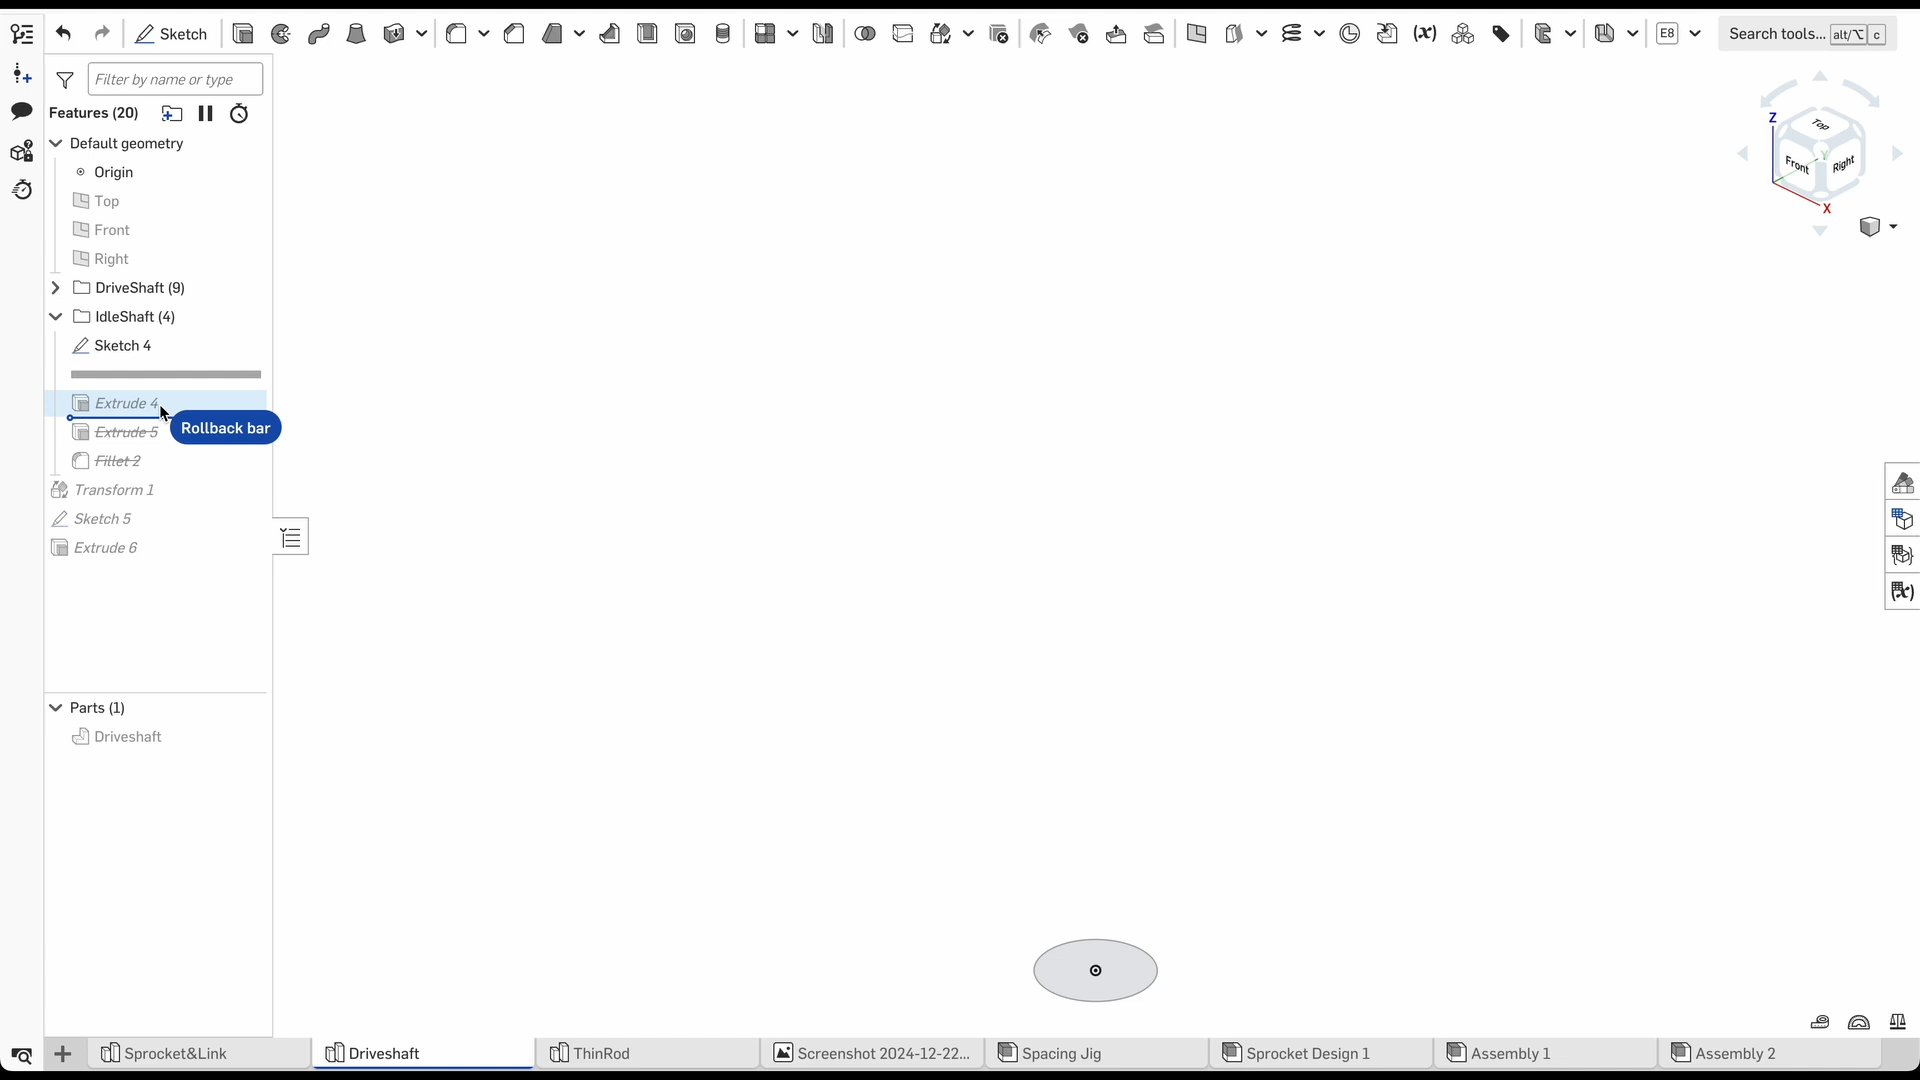 Sketch
E8
Search tools... alt/⌥ c
Filter by name or type
Features (20)
Default geometry
Origin
Top
Front
Right
DriveShaft (9)
IdleShaft (4)
Sketch 4
Extrude 4
Rollback bar
Extrude 5
Fillet 2
Transform 1
Sketch 5
Extrude 6
Parts (1)
Driveshaft
Z
Top
Front
Y
Right
X
(x)
(x)
Sprocket&Link
Driveshaft
ThinRod
Screenshot 2024-12-22...
Spacing Jig
Sprocket Design 1
Assembly 1
Assembly 2